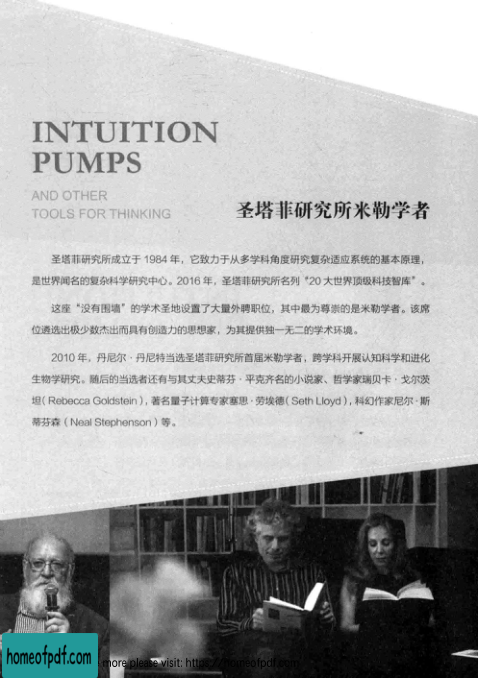 INTUITION
PUMPS
AND OTHER
TOOLS FOR THINKING
圣塔菲研究所米勒学者
圣塔菲研究所成立于 1984 年，它致力于从多学科角度研究复杂适应系统的基本原理，
是世界闻名的复杂科学研究中心。2016 年，圣塔菲研究所名列“20 大世界顶级科技智库”。
这座“没有围墙”的学术圣地设置了大量外聘职位，其中最为尊崇的是米勒学者。该席
位遴选出极少数杰出而具有创造力的思想家，为其提供独一无二的学术环境。
2010 年，丹尼尔·丹尼特当选圣塔菲研究所首届米勒学者，跨学科开展认知科学和进化
生物学研究。随后的当选者还有与其丈夫史蒂芬·平克齐名的小说家、哲学家瑞贝卡·戈尔茨
坦（Rebecca Goldstein），著名量子计算专家塞思·劳埃德（Seth Lloyd），科幻作家尼尔·斯
蒂芬森（Neal Stephenson）等。
homeofpdf.com
more please visit: https://homeofpdf.com